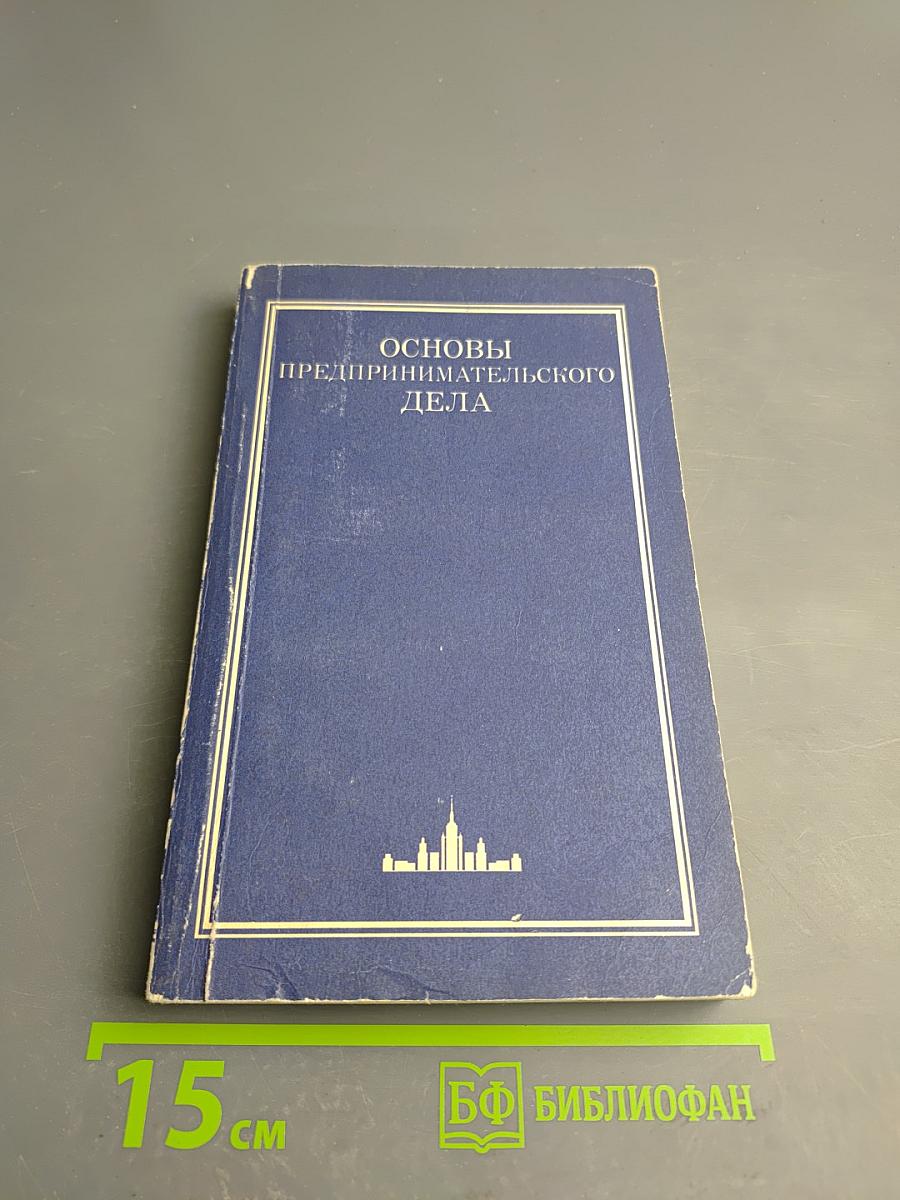 ОСНОВЫ
ПРЕДПРИНИМАТЕЛЬСКОГО
ДЕЛА
15 см
БФ БИБЛИОФАН